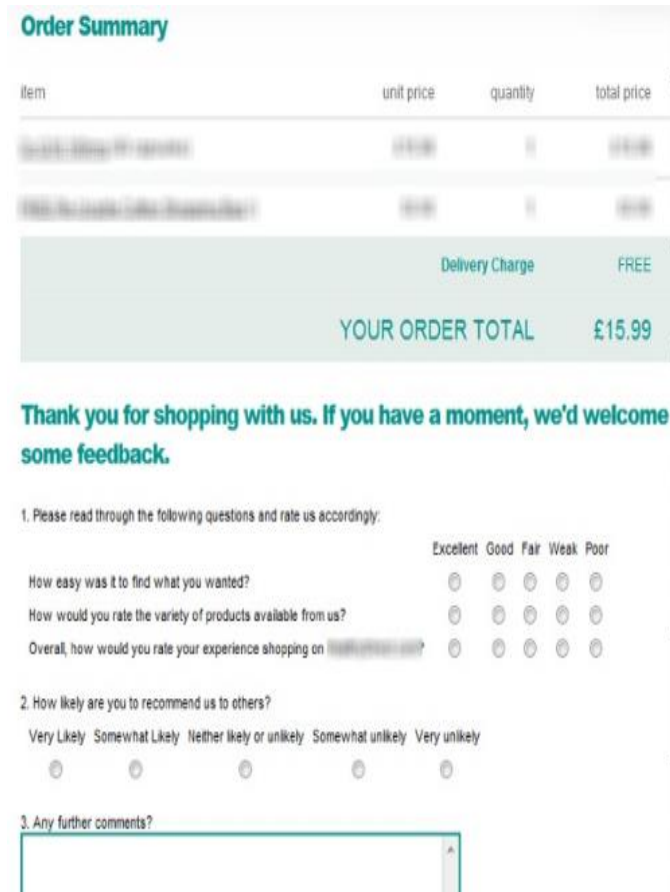 Order Summary
item unit price quantity total price
Delivery Charge FREE
YOUR ORDER TOTAL £15.99
Thank you for shopping with us. If you have a moment, we'd welcome
some feedback.
1. Please read through the following questions and rate us accordingly:
Excellent Good Fair Weak Poor
How easy was it to find what you wanted?
How would you rate the variety of products available from us?
Overall, how would you rate your experience shopping on ?
2. How likely are you to recommend us to others?
Very Likely Somewhat Likely Neither likely or unlikely Somewhat unlikely Very unlikely
3. Any further comments?